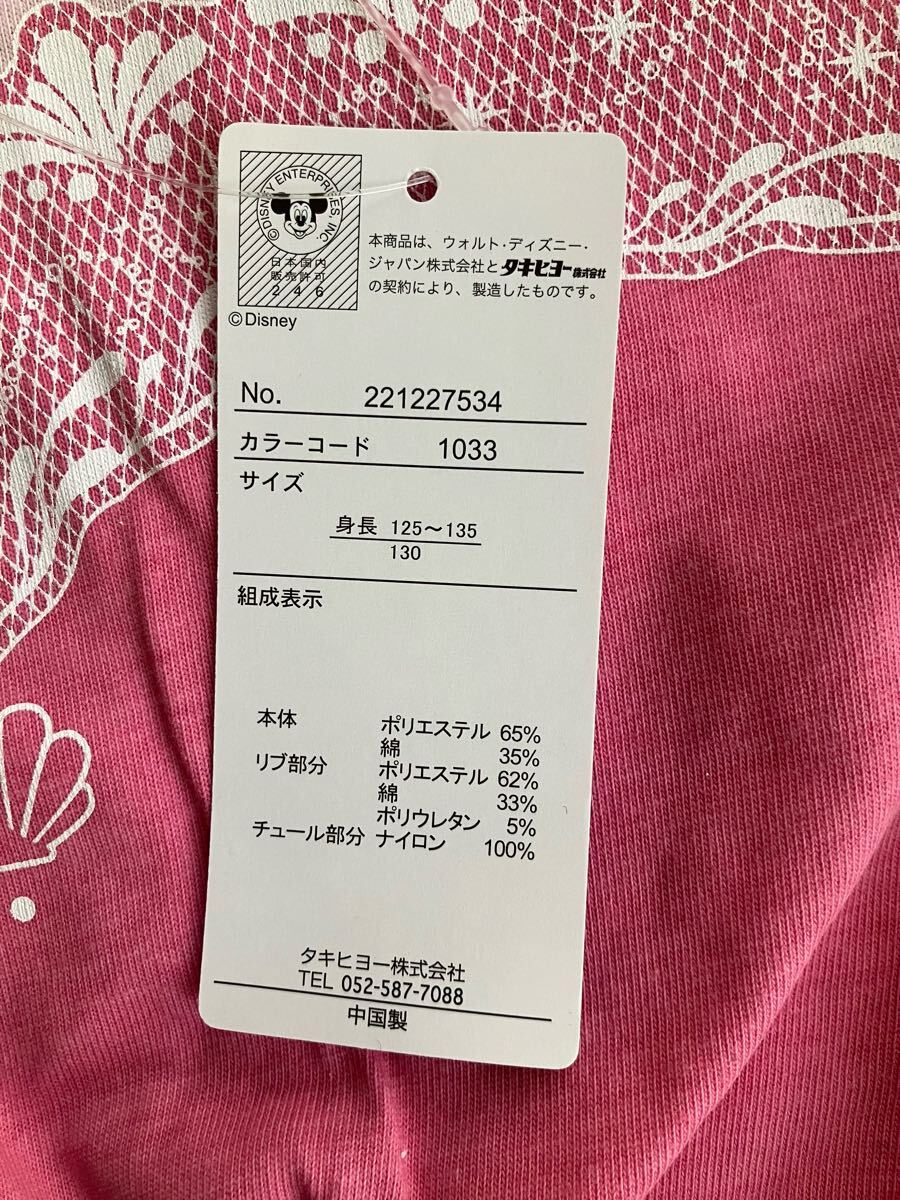 ©DISNEY ENTERPRISES, INC.
日本国内
販売許可
246
©Disney
本商品は、ウォルト・ディズニー・
ジャパン株式会社とタキヒヨー株式会社
の契約により、製造したものです。
No. 221227534
カラーコード 1033
サイズ
身長 125〜135
130
組成表示
本体 ポリエステル 65%
綿 35%
リブ部分 ポリエステル 62%
綿 33%
ポリウレタン 5%
チュール部分 ナイロン 100%
タキヒヨー株式会社
TEL 052-587-7088
中国製